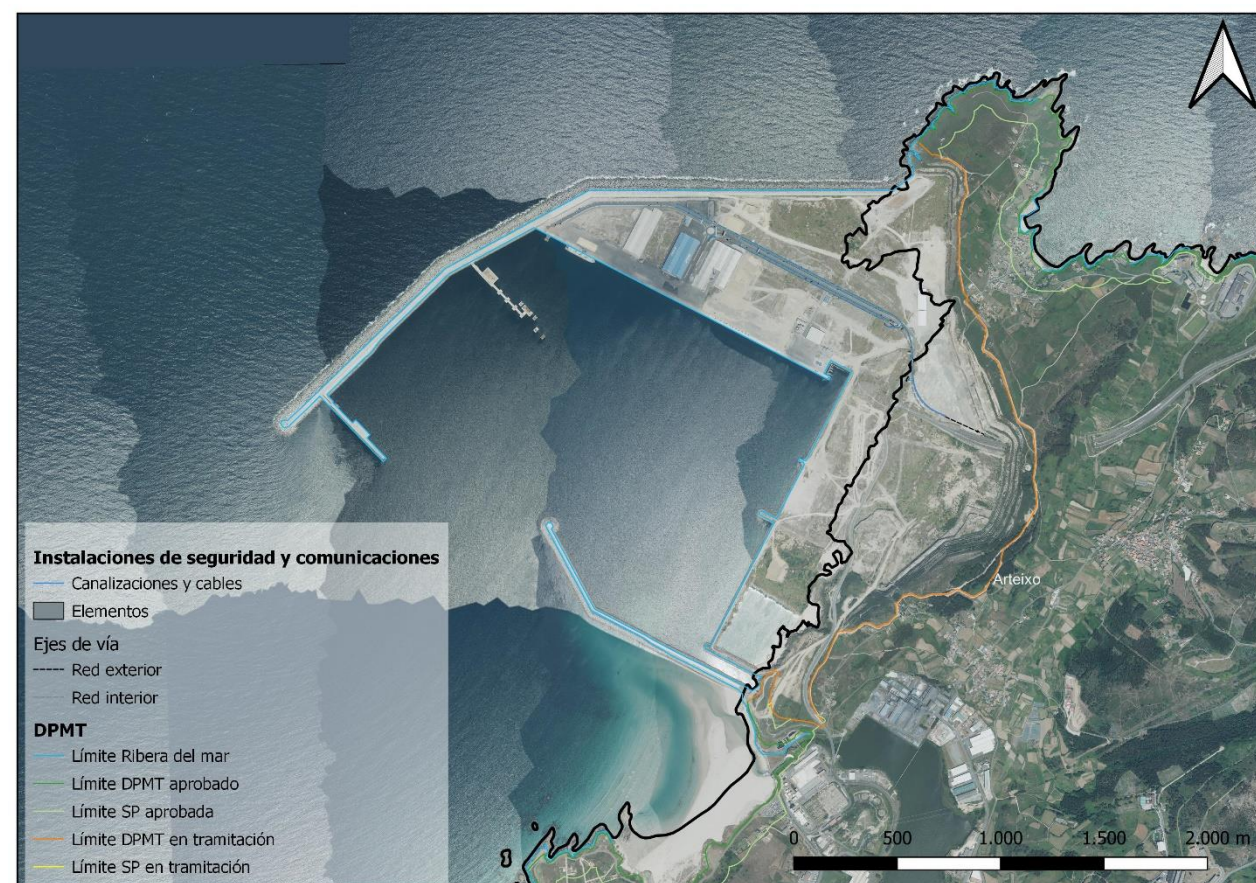 Instalaciones de seguridad y comunicaciones
Canalizaciones y cables
Elementos
Ejes de vía
Red exterior
Red interior
DPMT
Límite Ribera del mar
Límite DPMT aprobado
Límite SP aprobada
Límite DPMT en tramitación
Límite SP en tramitación
Arteixo
0 500 1.000 1.500 2.000 m